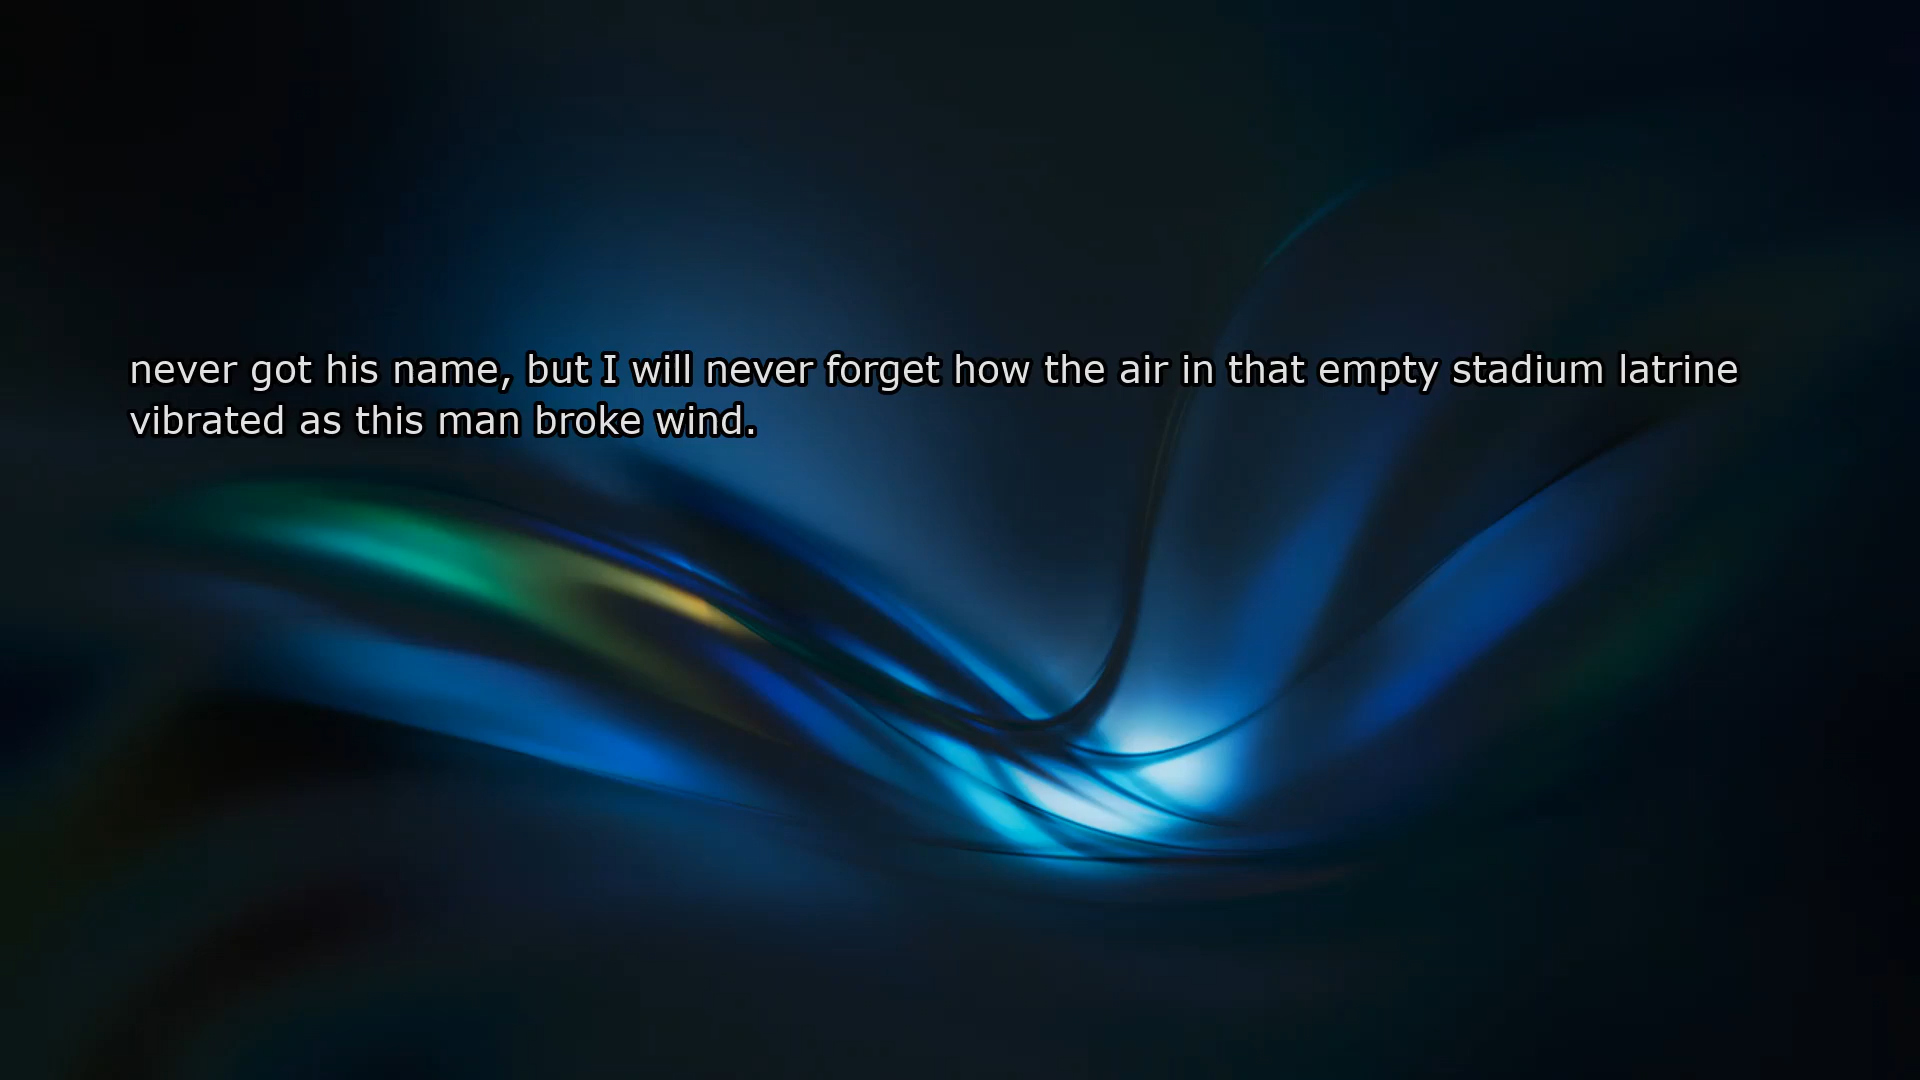 never got his name, but I will never forget how the air in that empty stadium latrine
vibrated as this man broke wind.